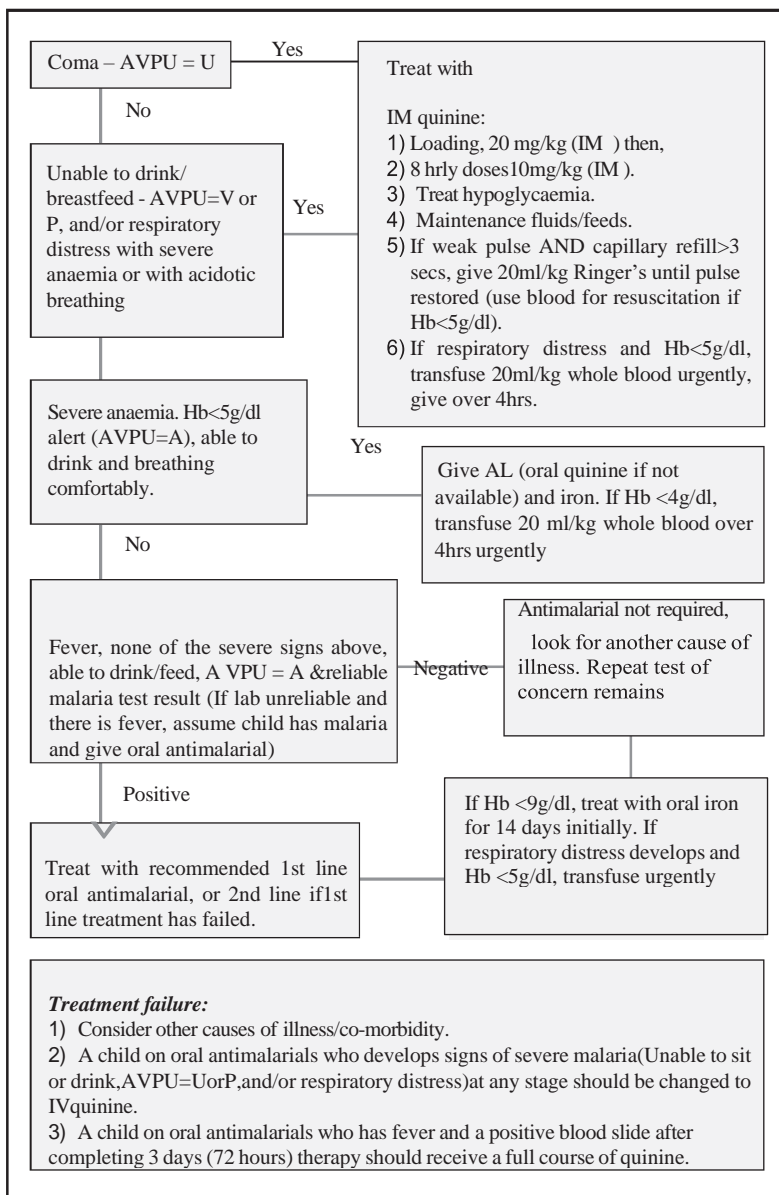 Coma – AVPU = U
Yes
No
Treat with
IM quinine:
1) Loading, 20 mg/kg (IM ) then,
2) 8 hrly doses10mg/kg (IM ).
3) Treat hypoglycaemia.
4) Maintenance fluids/feeds.
5) If weak pulse AND capillary refill>3
secs, give 20ml/kg Ringer's until pulse
restored (use blood for resuscitation if
Hb<5g/dl).
6) If respiratory distress and Hb<5g/dl,
transfuse 20ml/kg whole blood urgently,
give over 4hrs.
Unable to drink/
breastfeed - AVPU=V or
P, and/or respiratory
distress with severe
anaemia or with acidotic
breathing
Yes
Severe anaemia. Hb<5g/dl
alert (AVPU=A), able to
drink and breathing
comfortably.
Yes
No
Give AL (oral quinine if not
available) and iron. If Hb <4g/dl,
transfuse 20 ml/kg whole blood over
4hrs urgently
Fever, none of the severe signs above,
able to drink/feed, A VPU = A &reliable
malaria test result (If lab unreliable and
there is fever, assume child has malaria
and give oral antimalarial)
Negative
Antimalarial not required,
look for another cause of
illness. Repeat test of
concern remains
Positive
Treat with recommended 1st line
oral antimalarial, or 2nd line if1st
line treatment has failed.
If Hb <9g/dl, treat with oral iron
for 14 days initially. If
respiratory distress develops and
Hb <5g/dl, transfuse urgently
Treatment failure:
1) Consider other causes of illness/co-morbidity.
2) A child on oral antimalarials who develops signs of severe malaria(Unable to sit
or drink,AVPU=UorP,and/or respiratory distress)at any stage should be changed to
IVquinine.
3) A child on oral antimalarials who has fever and a positive blood slide after
completing 3 days (72 hours) therapy should receive a full course of quinine.